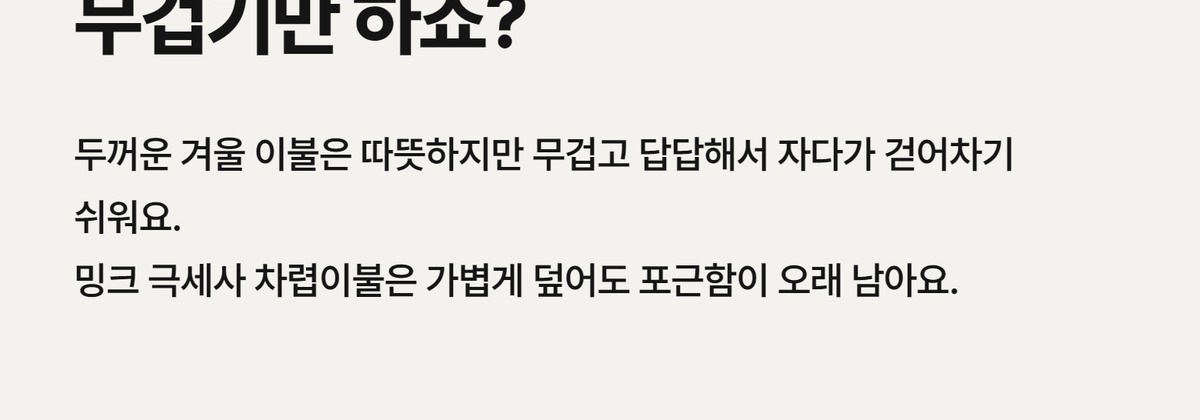 무겁기만 하죠?
두꺼운 겨울 이불은 따뜻하지만 무겁고 답답해서 자다가 걷어차기
쉬워요.
밍크 극세사 차렵이불은 가볍게 덮어도 포근함이 오래 남아요.